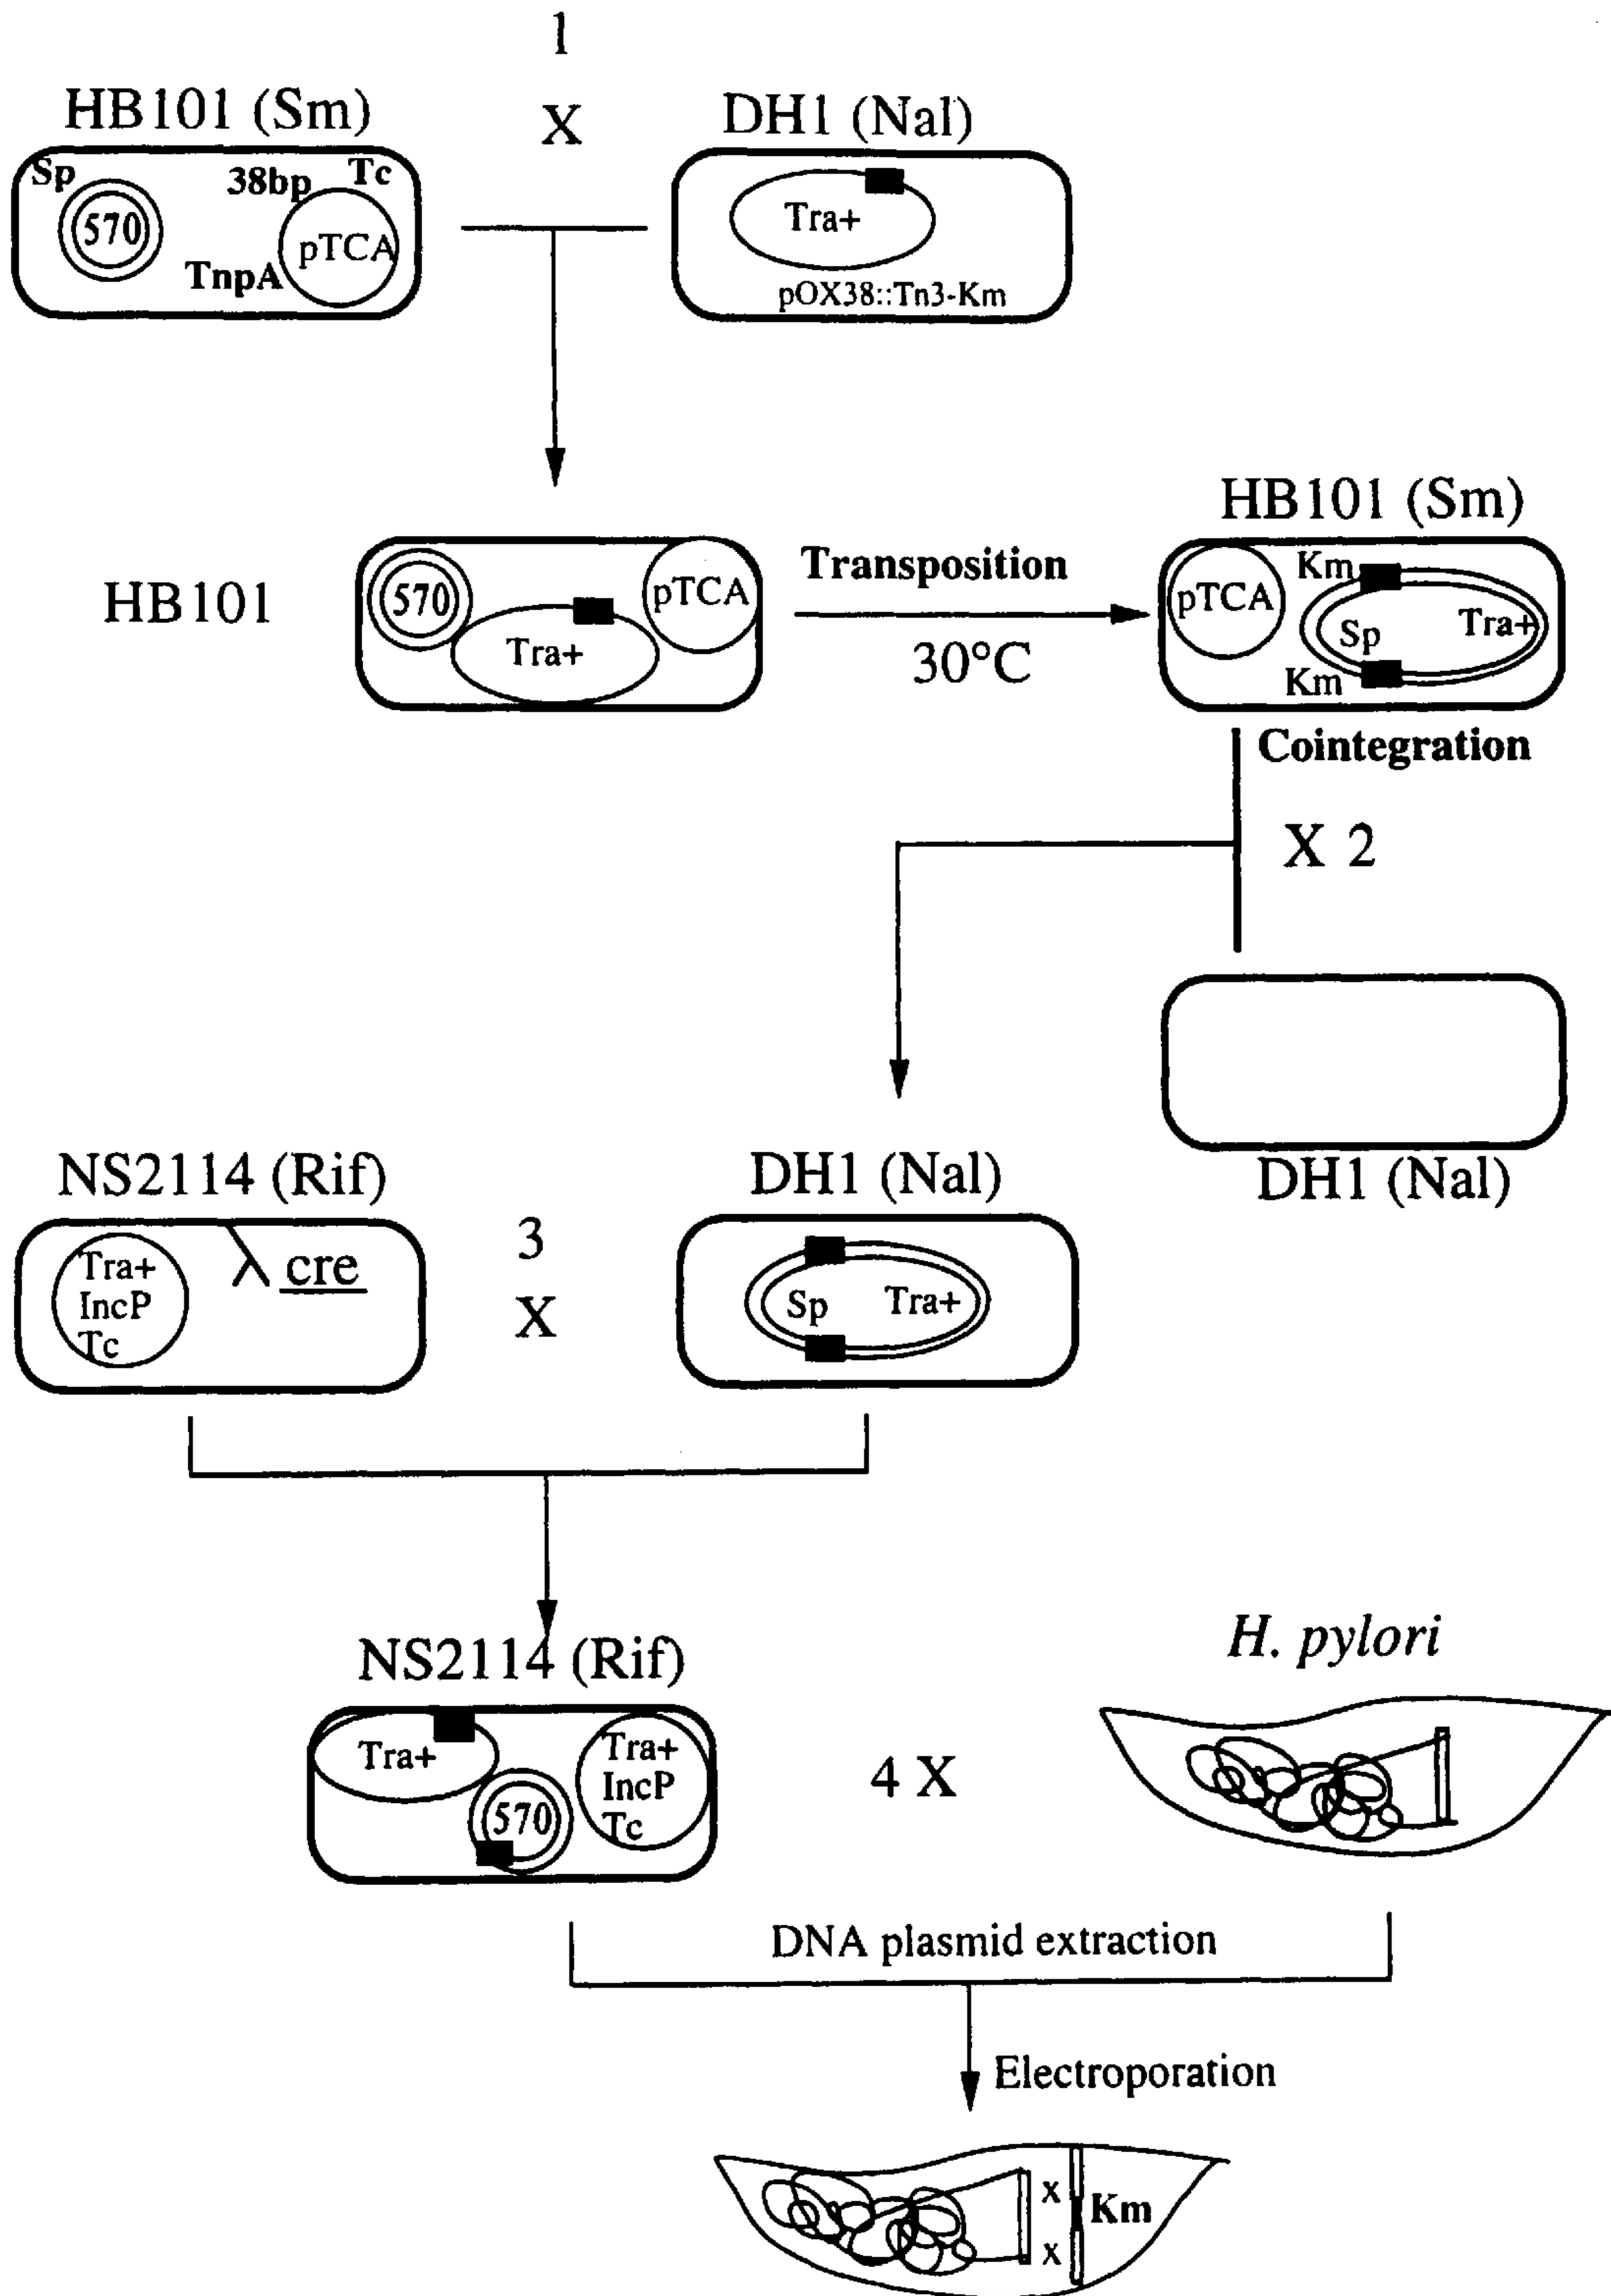 1
HB101 (Sm)
X
DH1 (Nal)
Sp
38bp
Tc
570
pTCA
TnpA
Tra+
pOX38::Tn3-Km
HB101
570
Tra+
pTCA
Transposition
30°C
HB101 (Sm)
pTCA
Km
Sp
Tra+
Km
Cointegration
X 2
DH1 (Nal)
NS2114 (Rif)
Tra+
IncP
Tc
λ cre
3
X
DH1 (Nal)
Sp
Tra+
NS2114 (Rif)
Tra+
570
Tra+
IncP
Tc
4 X
H. pylori
DNA plasmid extraction
Electroporation
x
x
Km